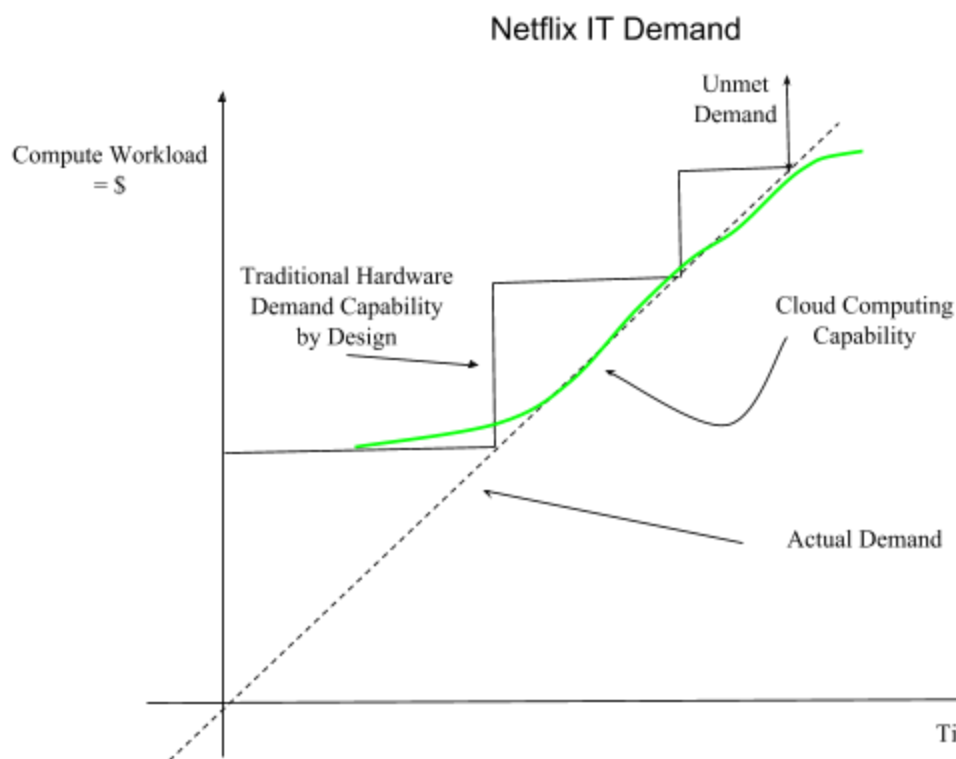 Netflix IT Demand
Unmet
Demand
Compute Workload
= $
Traditional Hardware
Demand Capability
by Design
Cloud Computing
Capability
Actual Demand